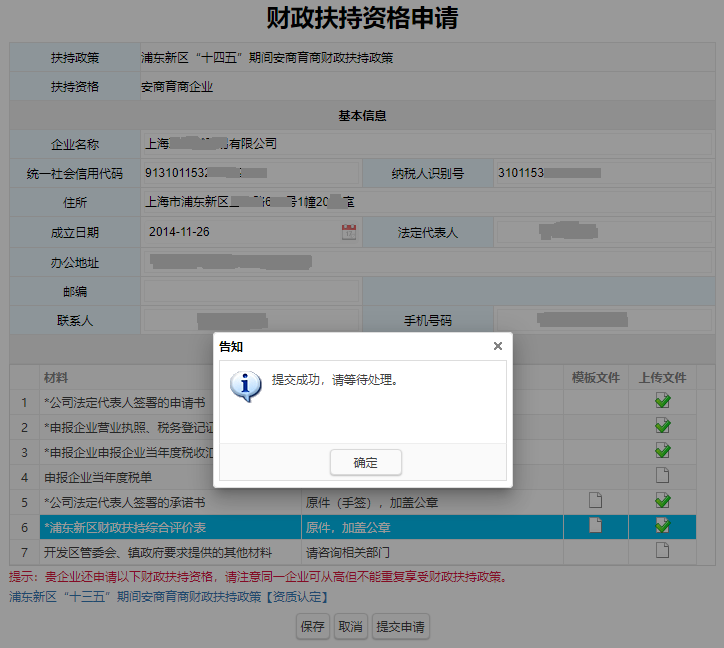 财政扶持资格申请
扶持政策 浦东新区“十四五”期间安商育商财政扶持政策
扶持资格 安商育商企业
基本信息
企业名称 上海 有限公司
统一社会信用代码 9131011532 纳税人识别号 3101153
住所 上海市浦东新区 号1幢20 室
成立日期 2014-11-26 法定代表人
办公地址
邮编
联系人 手机号码
告知
提交成功，请等待处理。
确定
材料 模板文件 上传文件
1 *公司法定代表人签署的申请书
2 *申报企业营业执照、税务登记证
3 *申报企业申报企业当年度税收汇
4 申报企业当年度税单
5 *公司法定代表人签署的承诺书 原件（手签），加盖公章
6 *浦东新区财政扶持综合评价表 原件，加盖公章
7 开发区管委会、镇政府要求提供的其他材料 请咨询相关部门
提示：贵企业还申请以下财政扶持资格，请注意同一企业可从高但不能重复享受财政扶持政策。
浦东新区“十三五”期间安商育商财政扶持政策【资质认定】
保存 取消 提交申请